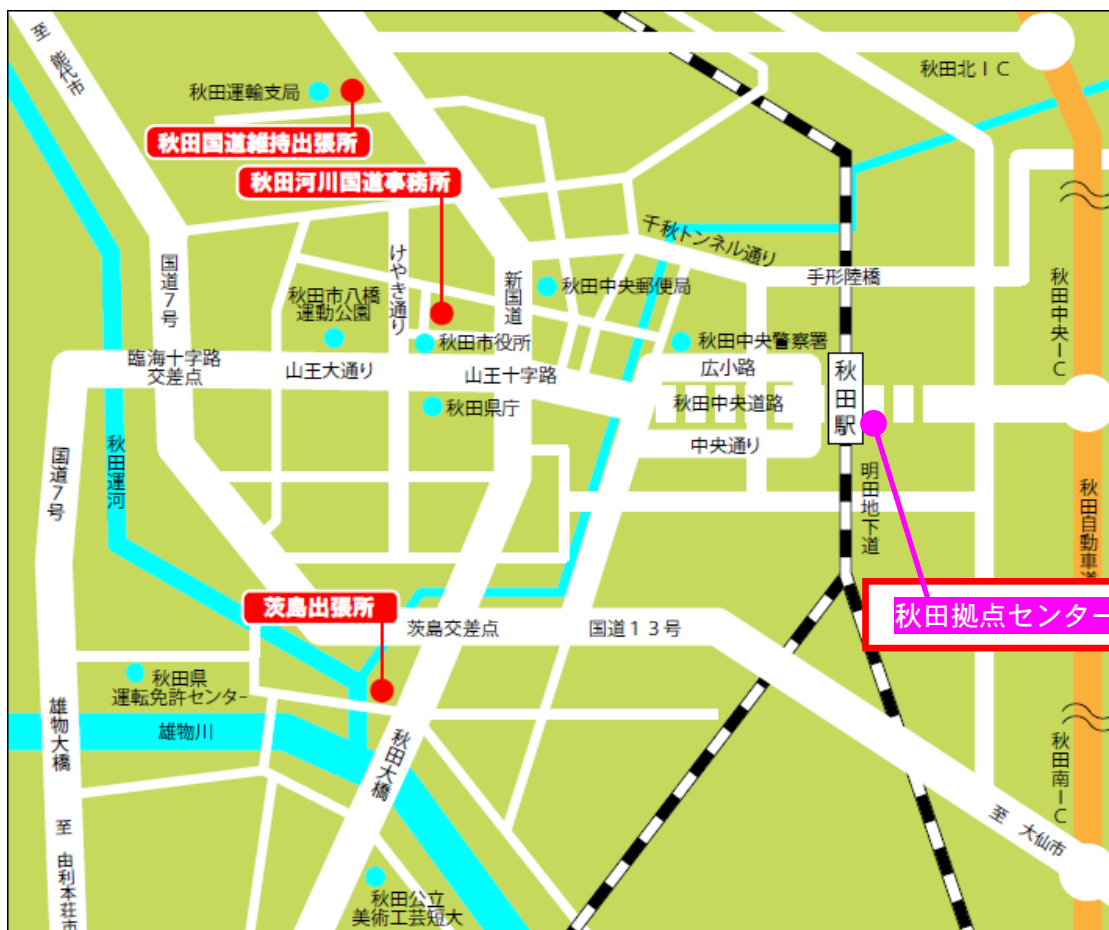 至 能代市
秋田運輸支局
秋田北IC
秋田国道維持出張所
秋田河川国道事務所
千秋トンネル通り
手形陸橋
国道7号
けやき通り
新国道
秋田市八橋
運動公園
秋田中央郵便局
秋田中央IC
秋田市役所
秋田中央警察署
臨海十字路
交差点
山王大通り
山王十字路
広小路
秋田駅
秋田県庁
秋田中央道路
中央通り
秋田運河
国道7号
明田地下道
秋田自動車道
茨島出張所
秋田拠点センター
茨島交差点
国道13号
秋田県
運転免許センター
雄物大橋
雄物川
秋田大橋
秋田南IC
至 大仙市
至 由利本荘市
秋田公立
美術工芸短大